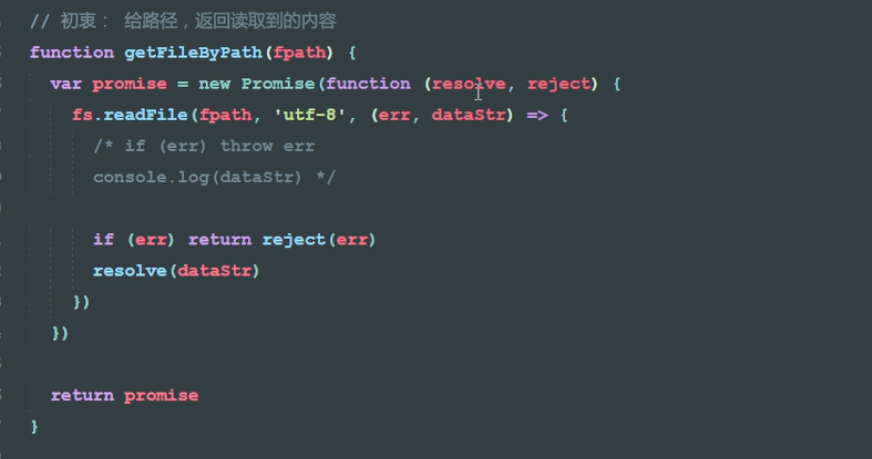 // 初衷： 给路径，返回读取到的内容
function getFileByPath(fpath) {
var promise = new Promise(function (resolve, reject) {
fs.readFile(fpath, 'utf-8', (err, dataStr) => {
/* if (err) throw err
console.log(dataStr) */
if (err) return reject(err)
resolve(dataStr)
})
})
return promise
}